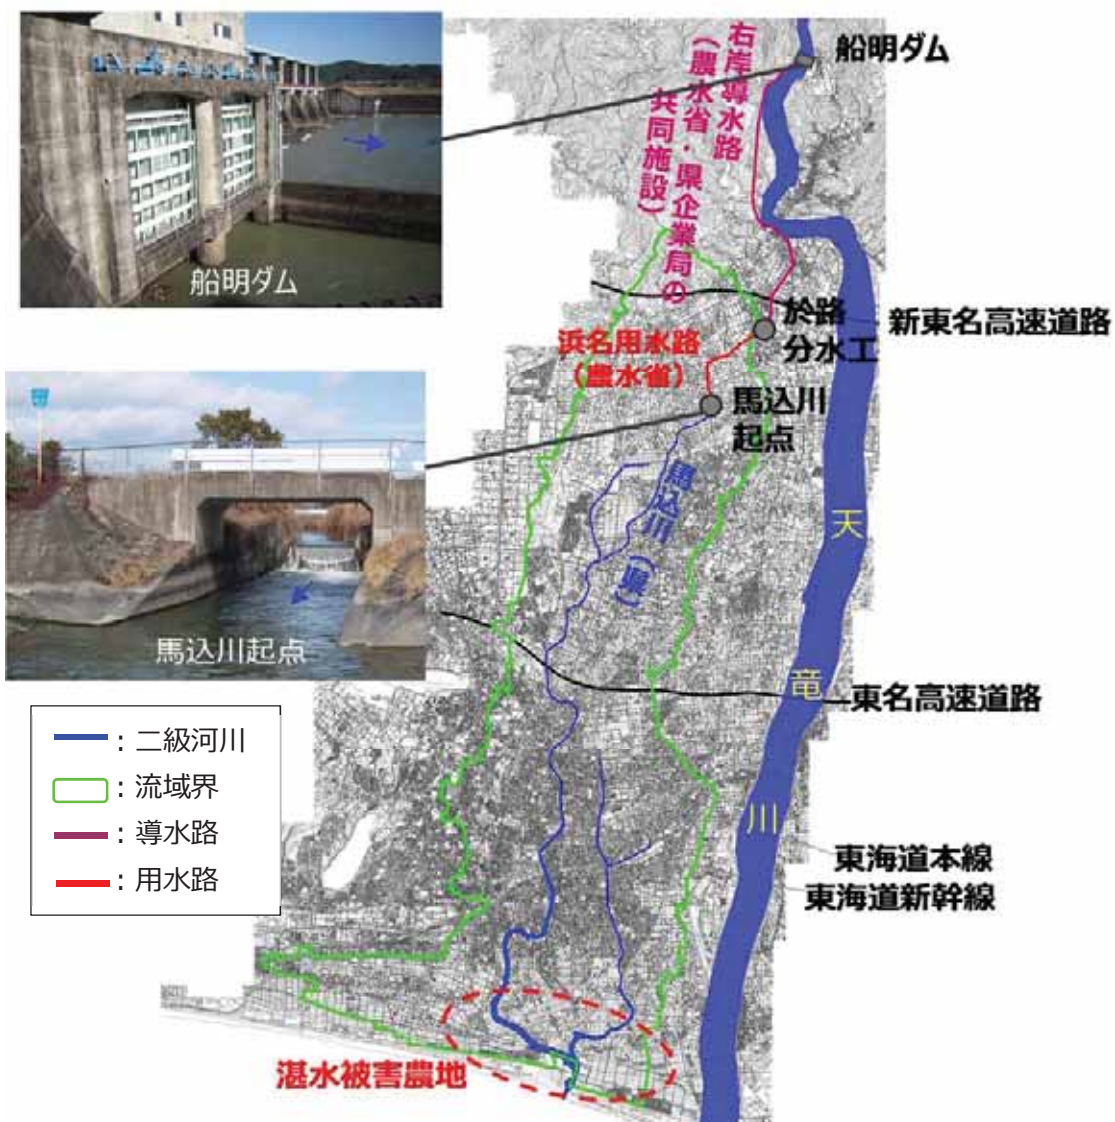 船明ダム
右岸導水路
(農水省・県企業局の
共同施設)
船明ダム
新東名高速道路
於路
分水工
浜名用水路
(農水省)
馬込川
起点
馬込川(県)
馬込川起点
天
竜
川
東名高速道路
:二級河川
:流域界
:導水路
:用水路
東海道本線
東海道新幹線
湛水被害農地